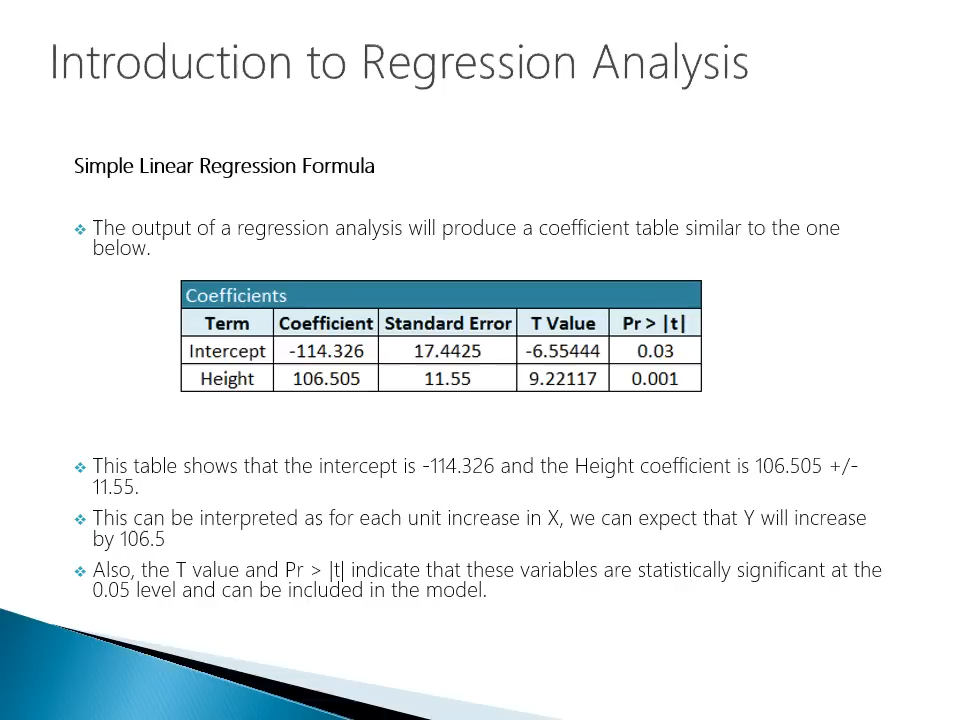 Introduction to Regression Analysis
Simple Linear Regression Formula
The output of a regression analysis will produce a coefficient table similar to the one
below.
Coefficients
Term Coefficient Standard Error T Value Pr > |t|
Intercept -114.326 17.4425 -6.55444 0.03
Height 106.505 11.55 9.22117 0.001
This table shows that the intercept is -114.326 and the Height coefficient is 106.505 +/-
11.55.
This can be interpreted as for each unit increase in X, we can expect that Y will increase
by 106.5
Also, the T value and Pr > |t| indicate that these variables are statistically significant at the
0.05 level and can be included in the model.